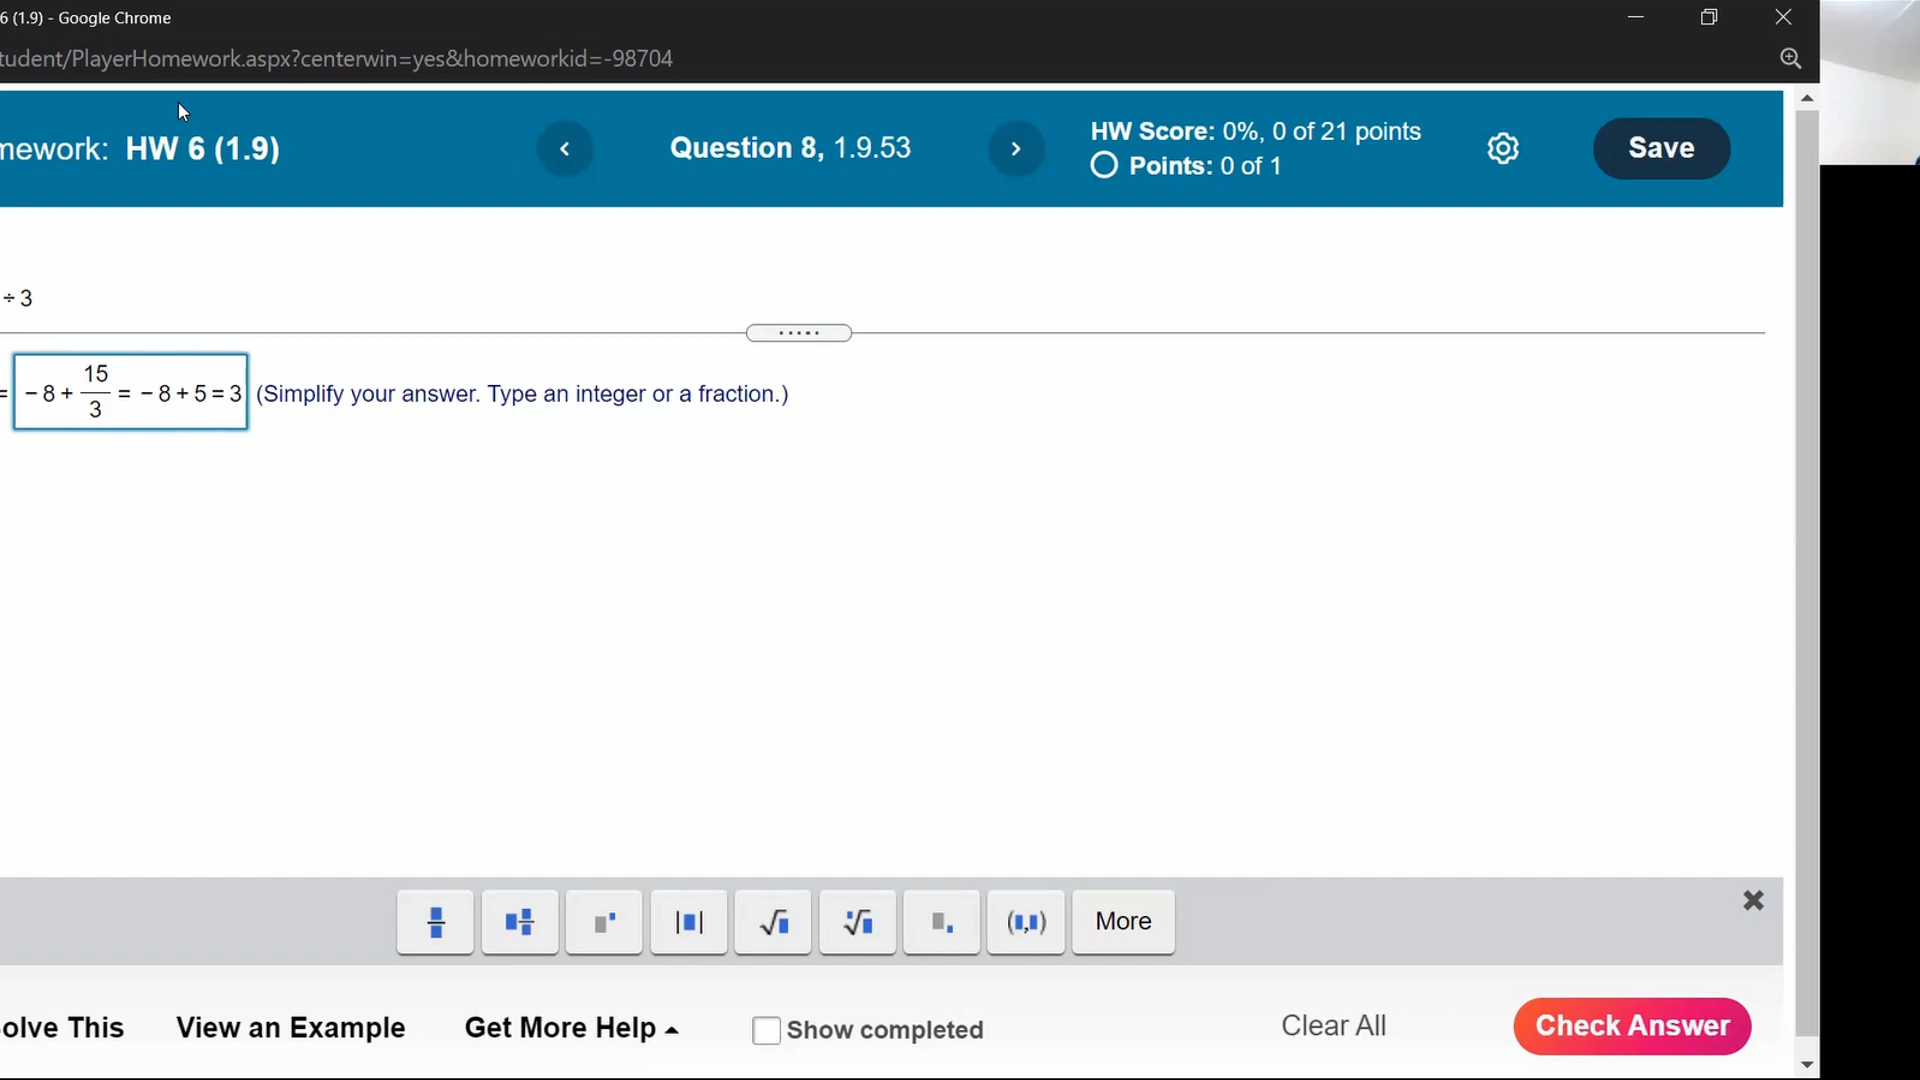 6 (1.9) - Google Chrome
tudent/PlayerHomework.aspx?centerwin=yes&homeworkid=-98704
mework: HW 6 (1.9)
Question 8, 1.9.53
HW Score: 0%, 0 of 21 points
Points: 0 of 1
Save
÷ 3
= - 8 + 15/3 = - 8 + 5 = 3 (Simplify your answer. Type an integer or a fraction.)
More
olve This
View an Example
Get More Help
Show completed
Clear All
Check Answer